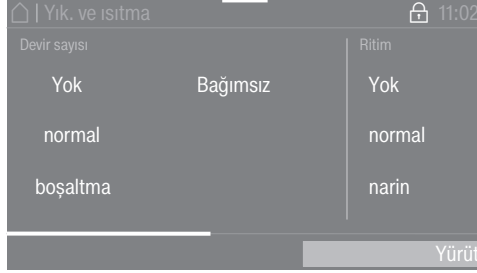 Yık. ve ısıtma 11:02
Devir sayısı
Ritim
Yok Bağımsız
Yok
normal
normal
boşaltma
narin
Yürüt